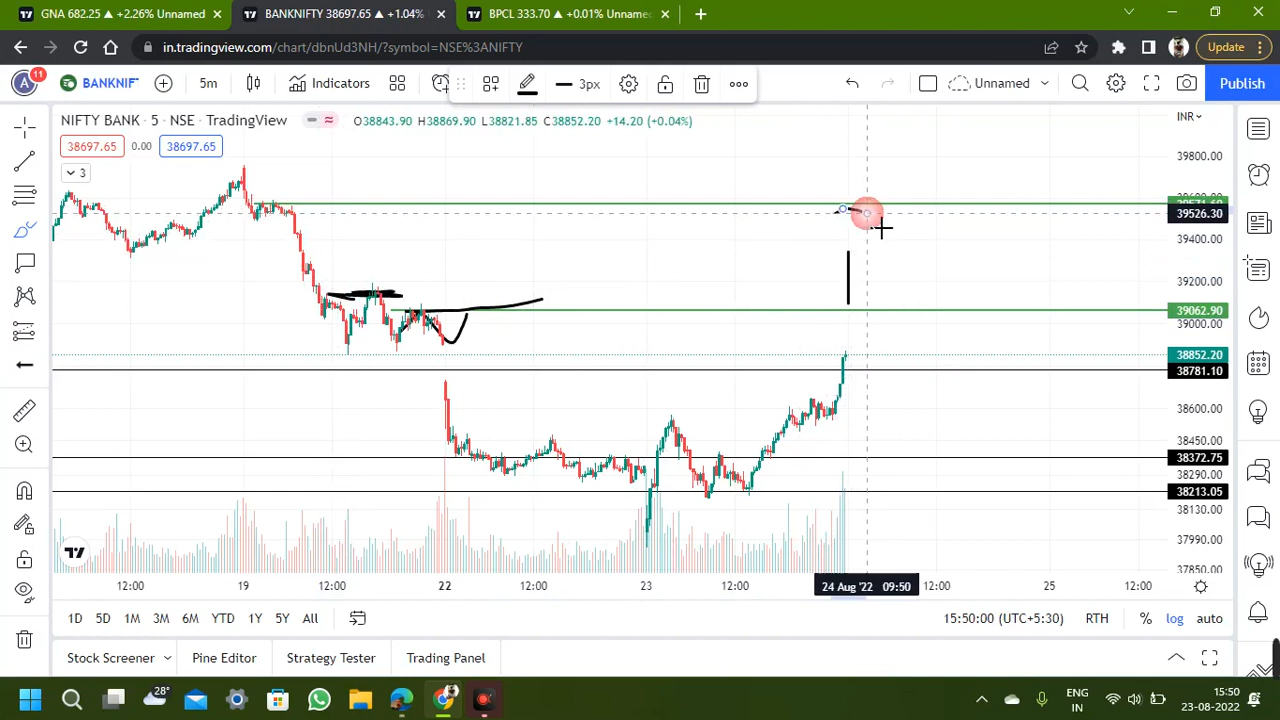 GNA 682.25 ▲ +2.26% Unnamed
BANKNIFTY 38697.65 ▲ +1.04%
BPCL 333.70 ▲ +0.01% Unname
in.tradingview.com/chart/dbnUd3NH/?symbol=NSE%3ANIFTY
Update
A
11
BANKNIF
5m
Indicators
3px
Unnamed
Publish
NIFTY BANK · 5 · NSE · TradingView
O38843.90 H38869.90 L38821.85 C38852.20 +14.20 (+0.04%)
INR
38697.65
0.00
38697.65
3
39800.00
39526.30
39400.00
39200.00
39062.90
39000.00
38852.20
38781.10
38600.00
38450.00
38372.75
38290.00
38213.05
38130.00
37990.00
37850.00
12:00
19
12:00
22
12:00
23
12:00
24 Aug '22 09:50
12:00
25
12:00
1D
5D
1M
3M
6M
YTD
1Y
5Y
All
15:50:00 (UTC+5:30)
RTH
%
log
auto
Stock Screener
Pine Editor
Strategy Tester
Trading Panel
28°
ENG
IN
15:50
23-08-2022